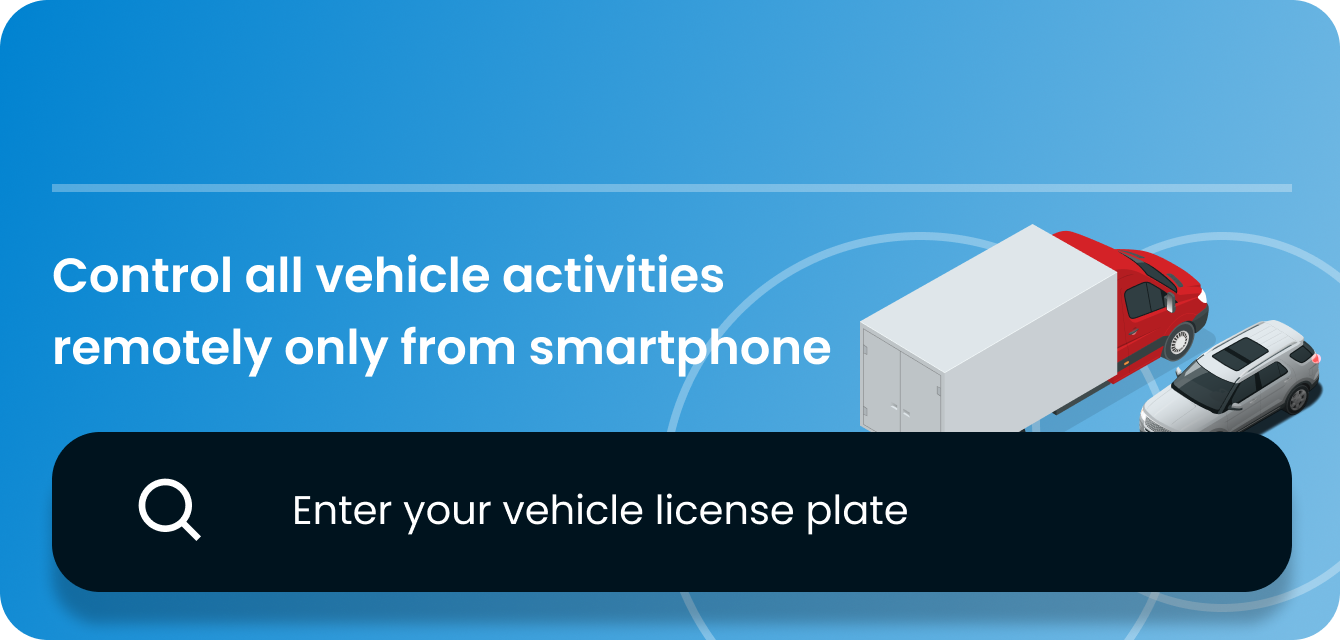 Control all vehicle activities
remotely only from smartphone
Enter your vehicle license plate